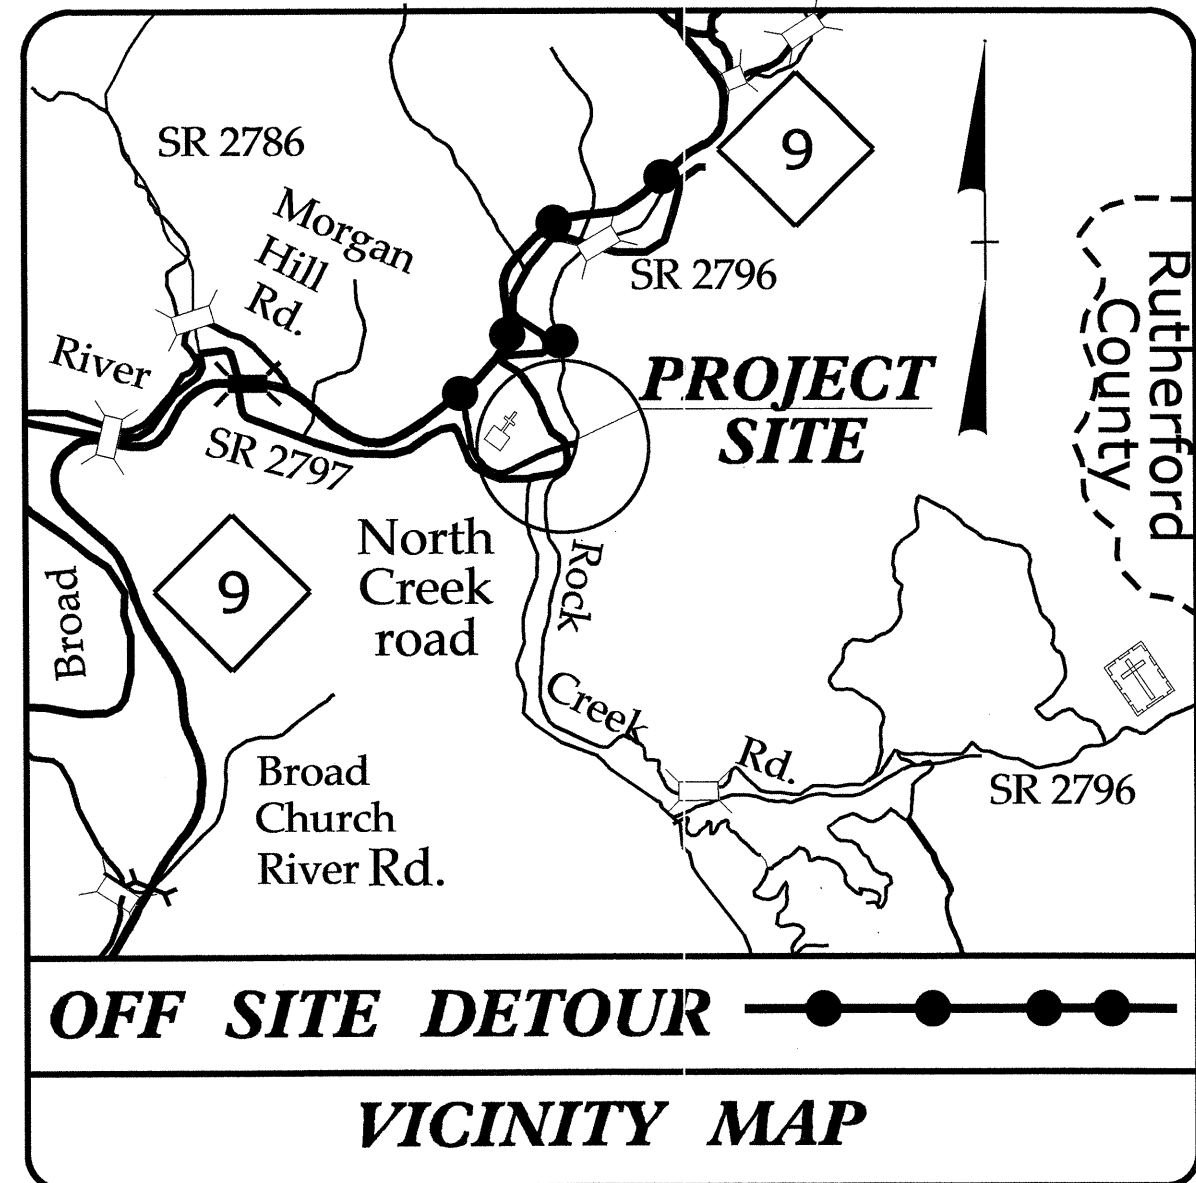 SR 2786
9
Morgan
Hill
Rd.
SR 2796
Rutherford
County
River
PROJECT
SITE
SR 2797
North
Creek
road
Rock
9
Broad
Creek
Rd.
SR 2796
Broad
Church
River Rd.
OFF SITE DETOUR
VICINITY MAP